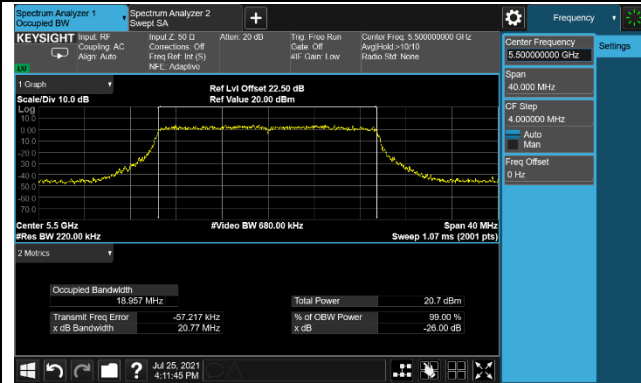 Spectrum Analyzer 1
Occupied BW
Spectrum Analyzer 2
Swept SA
Frequency
KEYSIGHT
Input: RF
Coupling: AC
Align: Auto
Input Z: 50 Ω
Corrections: Off
Freq Ref: Int (S)
NFE: Adaptive
Atten: 20 dB
Trig: Free Run
Gate: Off
#IF Gain: Low
Center Freq: 5.500000000 GHz
Avg|Hold:>10/10
Radio Std: None
LXI
Center Frequency
5.500000000 GHz
Settings
Span
40.000 MHz
CF Step
4.000000 MHz
Auto
Man
Freq Offset
0 Hz
1 Graph
Scale/Div 10.0 dB
Ref Lvl Offset 22.50 dB
Ref Value 20.00 dBm
Log
10.0
0.00
-10.0
-20.0
-30.0
-40.0
-50.0
-60.0
-70.0
Center 5.5 GHz
#Res BW 220.00 kHz
#Video BW 680.00 kHz
Span 40 MHz
Sweep 1.07 ms (2001 pts)
2 Metrics
Occupied Bandwidth
18.957 MHz
Transmit Freq Error
-57.217 kHz
x dB Bandwidth
20.77 MHz
Total Power
20.7 dBm
% of OBW Power
99.00 %
x dB
-26.00 dB
?
Jul 25, 2021
4:11:45 PM